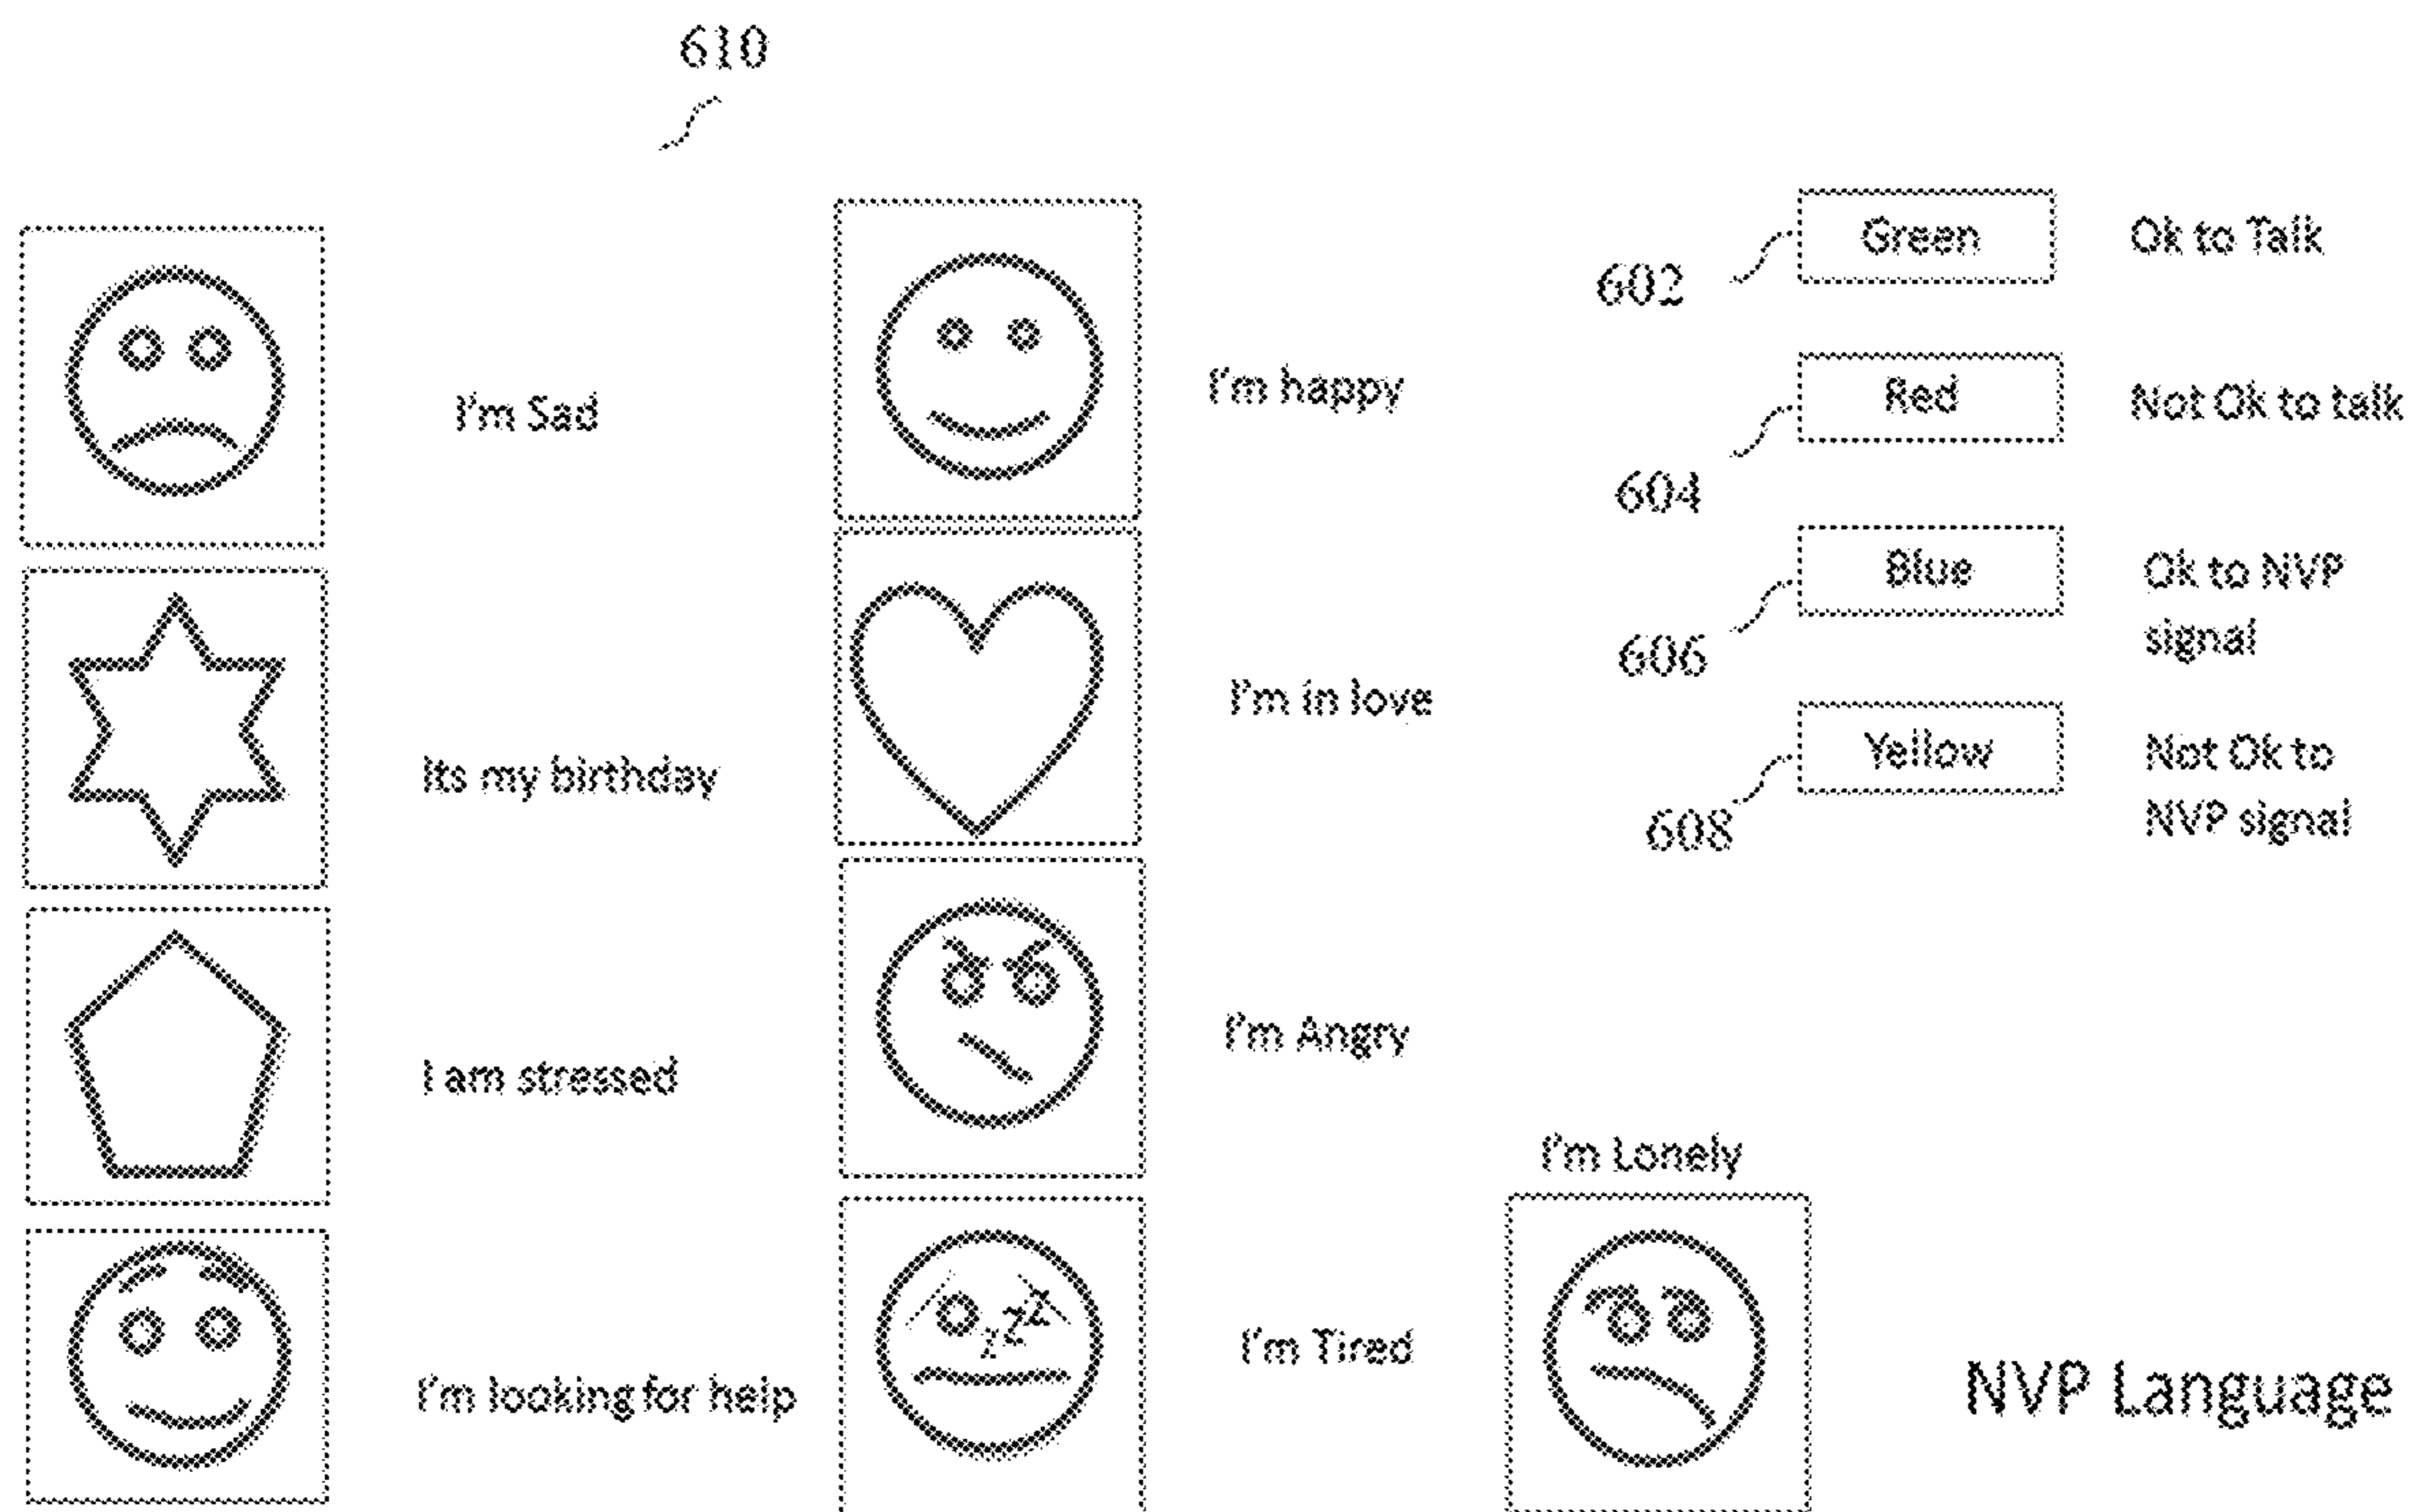 610
I'm Sad
Its my birthday
I am stressed
I'm looking for help
I'm happy
I'm in love
I'm Angry
zzz
I'm Tired
602
Green
Ok to Talk
604
Red
Not Ok to talk
606
Blue
Ok to NVP
signal
608
Yellow
Not Ok to
NVP signal
I'm Lonely
NVP Language